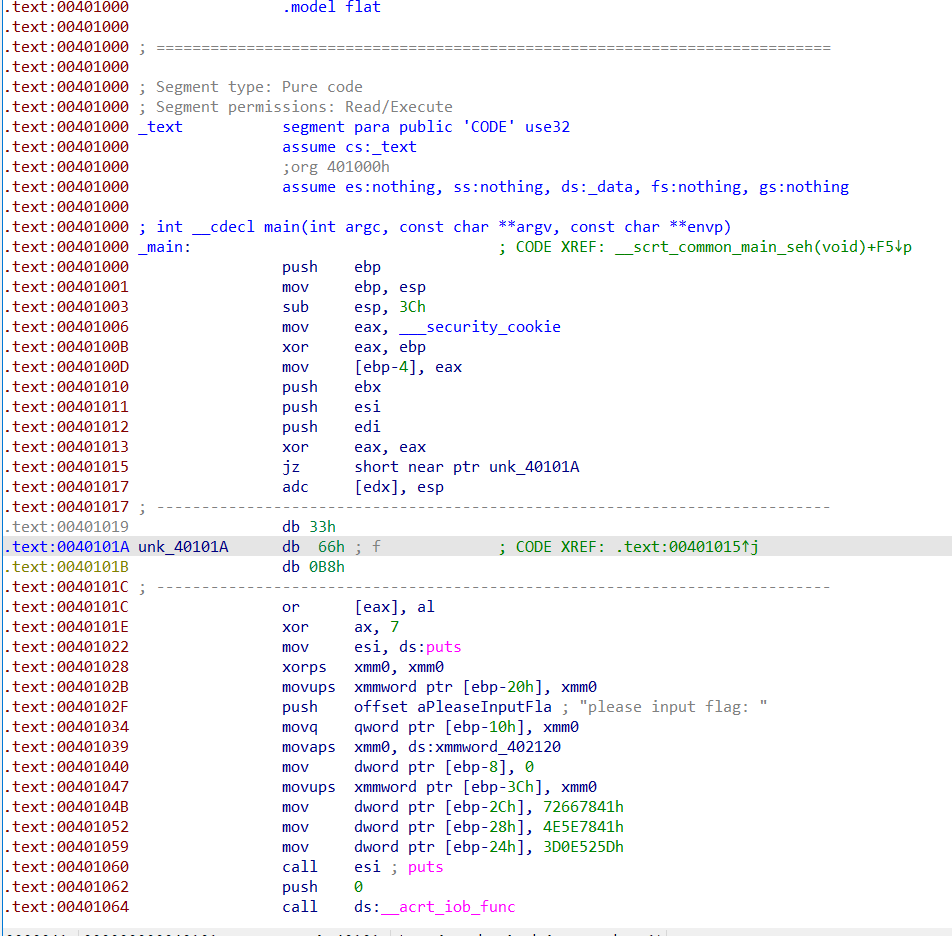 .text:00401000 .model flat
.text:00401000
.text:00401000 ; ===========================================================================
.text:00401000
.text:00401000 ; Segment type: Pure code
.text:00401000 ; Segment permissions: Read/Execute
.text:00401000 _text segment para public 'CODE' use32
.text:00401000 assume cs:_text
.text:00401000 ;org 401000h
.text:00401000 assume es:nothing, ss:nothing, ds:_data, fs:nothing, gs:nothing
.text:00401000
.text:00401000 ; int __cdecl main(int argc, const char **argv, const char **envp)
.text:00401000 _main: ; CODE XREF: __scrt_common_main_seh(void)+F5↓p
.text:00401000 push ebp
.text:00401001 mov ebp, esp
.text:00401003 sub esp, 3Ch
.text:00401006 mov eax, ___security_cookie
.text:0040100B xor eax, ebp
.text:0040100D mov [ebp-4], eax
.text:00401010 push ebx
.text:00401011 push esi
.text:00401012 push edi
.text:00401013 xor eax, eax
.text:00401015 jz short near ptr unk_40101A
.text:00401017 adc [edx], esp
.text:00401017 ; ---------------------------------------------------------------------------
.text:00401019 db 33h
.text:0040101A unk_40101A db 66h ; f ; CODE XREF: .text:00401015↑j
.text:0040101B db 0B8h
.text:0040101C ; ---------------------------------------------------------------------------
.text:0040101C or [eax], al
.text:0040101E xor ax, 7
.text:00401022 mov esi, ds:puts
.text:00401028 xorps xmm0, xmm0
.text:0040102B movups xmmword ptr [ebp-20h], xmm0
.text:0040102F push offset aPleaseInputFla ; "please input flag: "
.text:00401034 movq qword ptr [ebp-10h], xmm0
.text:00401039 movaps xmm0, ds:xmmword_402120
.text:00401040 mov dword ptr [ebp-8], 0
.text:00401047 movups xmmword ptr [ebp-3Ch], xmm0
.text:0040104B mov dword ptr [ebp-2Ch], 72667841h
.text:00401052 mov dword ptr [ebp-28h], 4E5E7841h
.text:00401059 mov dword ptr [ebp-24h], 3D0E525Dh
.text:00401060 call esi ; puts
.text:00401062 push 0
.text:00401064 call ds:__acrt_iob_func